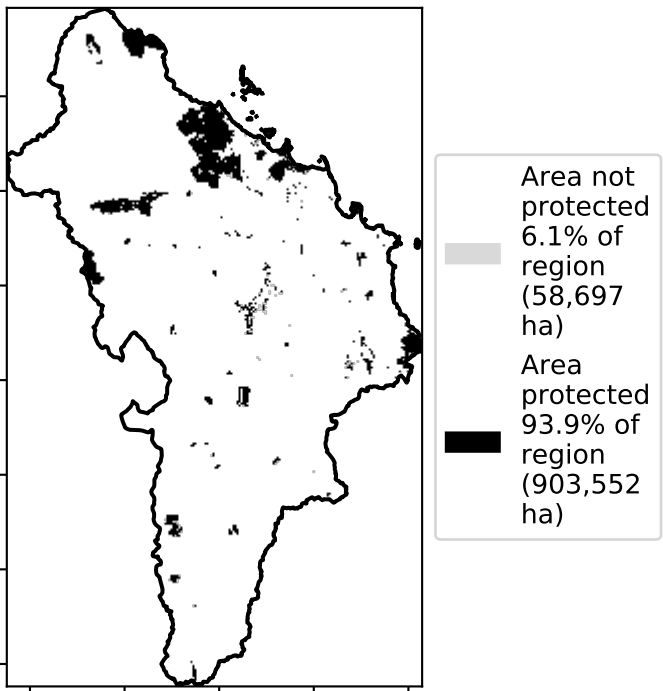 Area not
protected
6.1% of
region
(58,697
ha)
Area
protected
93.9% of
region
(903,552
ha)